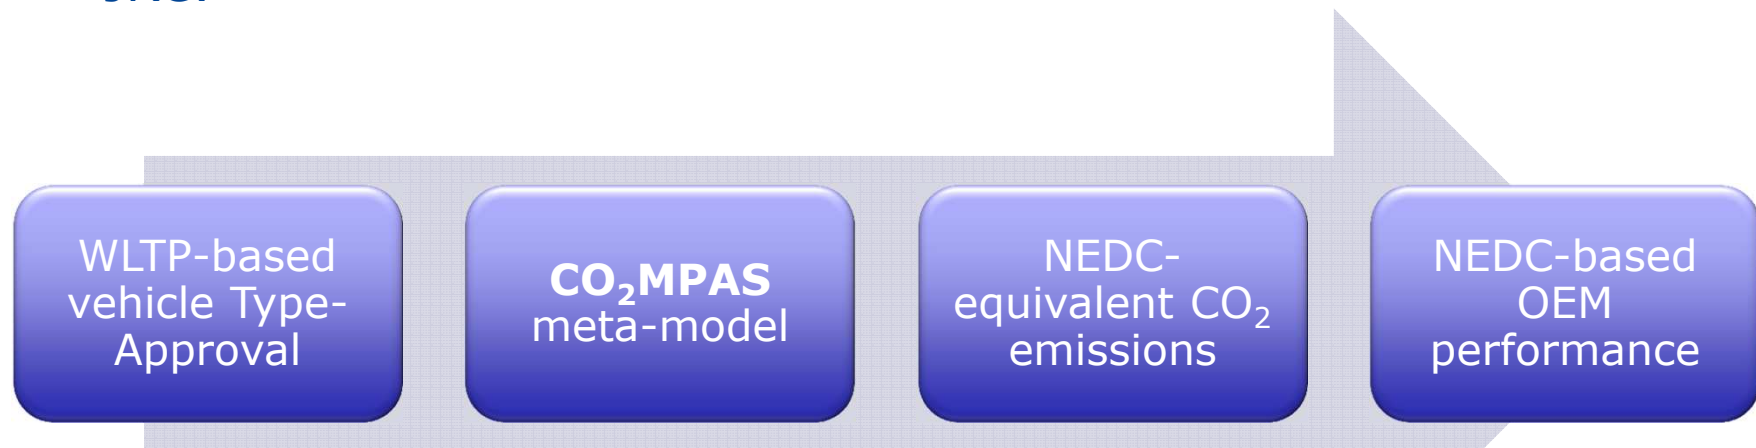 WLTP-based
vehicle Type-
Approval
CO₂MPAS
meta-model
NEDC-
equivalent CO₂
emissions
NEDC-based
OEM
performance